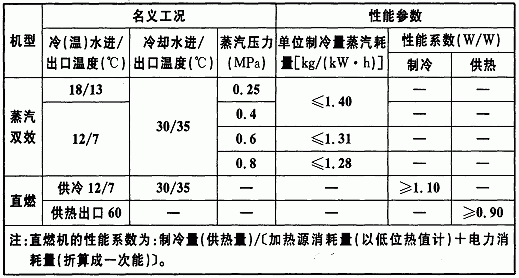 机型 名义工况 性能参数
冷(温)水进/出口温度(℃) 冷却水进/出口温度(℃) 蒸汽压力(MPa) 单位制冷量蒸汽耗量[kg/(kW·h)] 性能系数(W/W)
制冷 供热
蒸汽双效 18/13 30/35 0.25 ≤1.40 — —
12/7 0.4 — —
0.6 ≤1.31 — —
0.8 ≤1.28 — —
直燃 供冷 12/7 30/35 — — ≥1.10 —
供热出口 60 — — — — ≥0.90
注:直燃机的性能系数为:制冷量(供热量)/〔加热源消耗量(以低位热值计)+电力消
耗量(折算成一次能)〕。